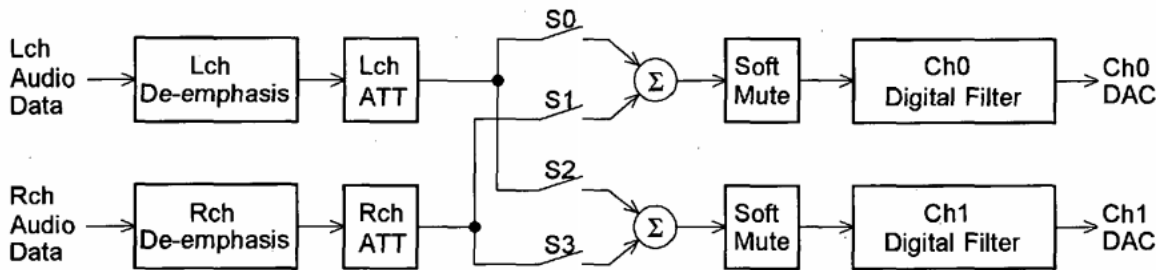 Lch
Audio
Data
Lch
De-emphasis
Lch
ATT
S0
S1
Σ
Soft
Mute
Ch0
Digital Filter
Ch0
DAC
Rch
Audio
Data
Rch
De-emphasis
Rch
ATT
S2
S3
Σ
Soft
Mute
Ch1
Digital Filter
Ch1
DAC